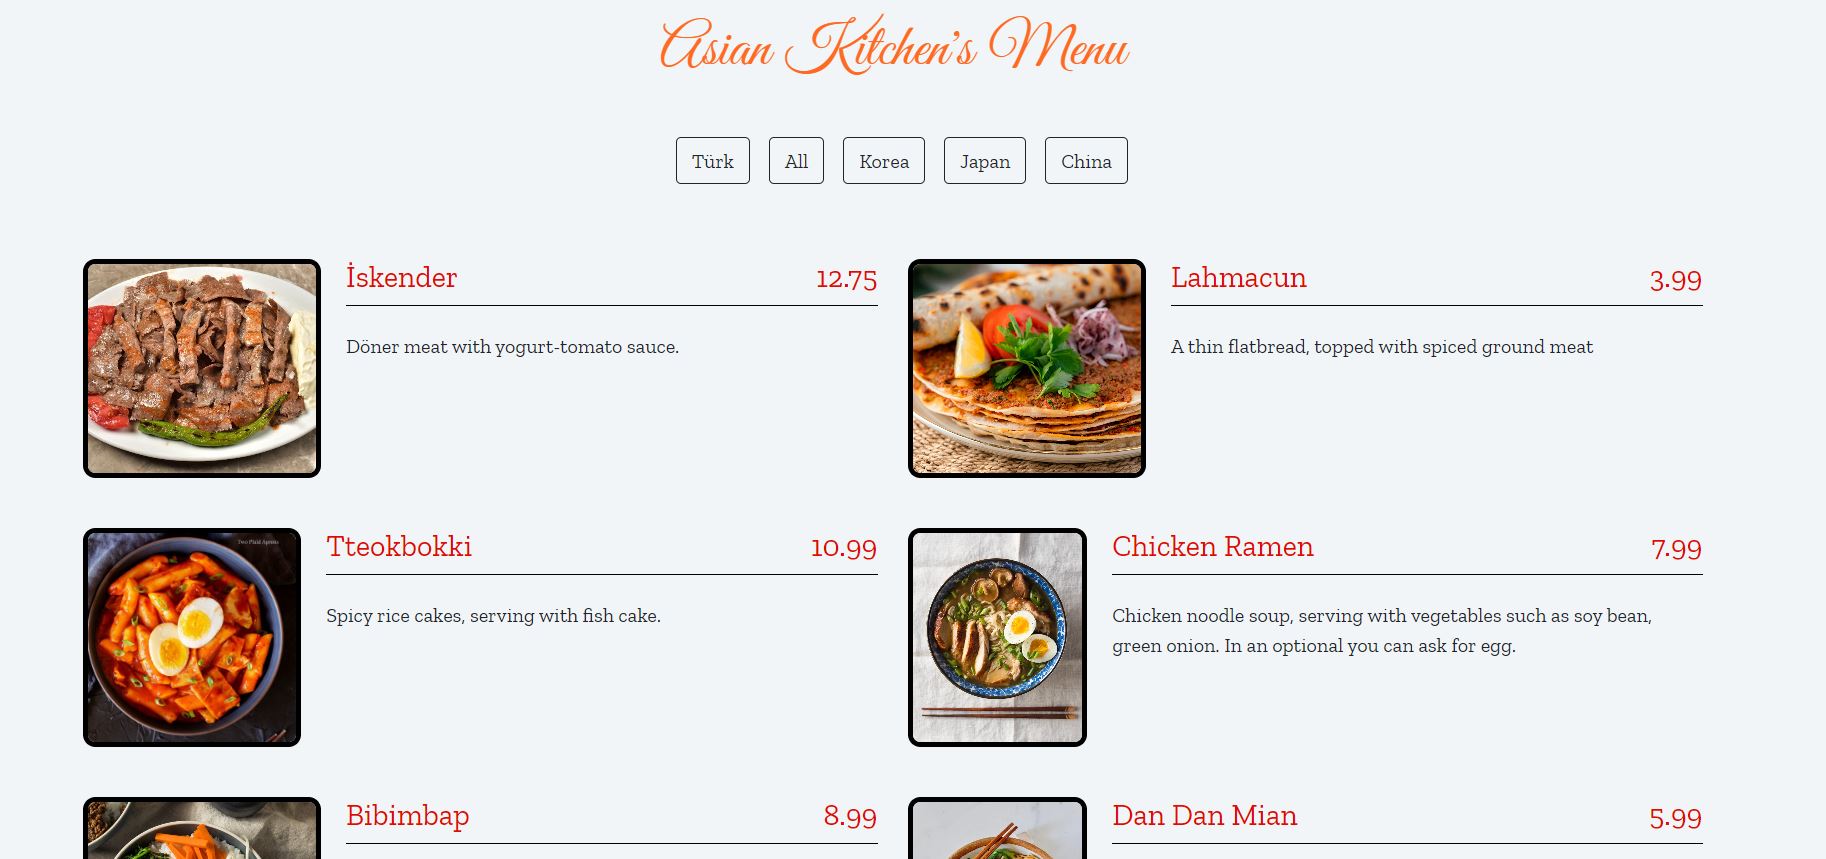 Asian Kitchen's Menu
Türk All Korea Japan China
İskender 12.75
Döner meat with yogurt-tomato sauce.
Lahmacun 3.99
A thin flatbread, topped with spiced ground meat
Two Plaid Aprons
Tteokbokki 10.99
Spicy rice cakes, serving with fish cake.
Chicken Ramen 7.99
Chicken noodle soup, serving with vegetables such as soy bean,
green onion. In an optional you can ask for egg.
Bibimbap 8.99
Dan Dan Mian 5.99